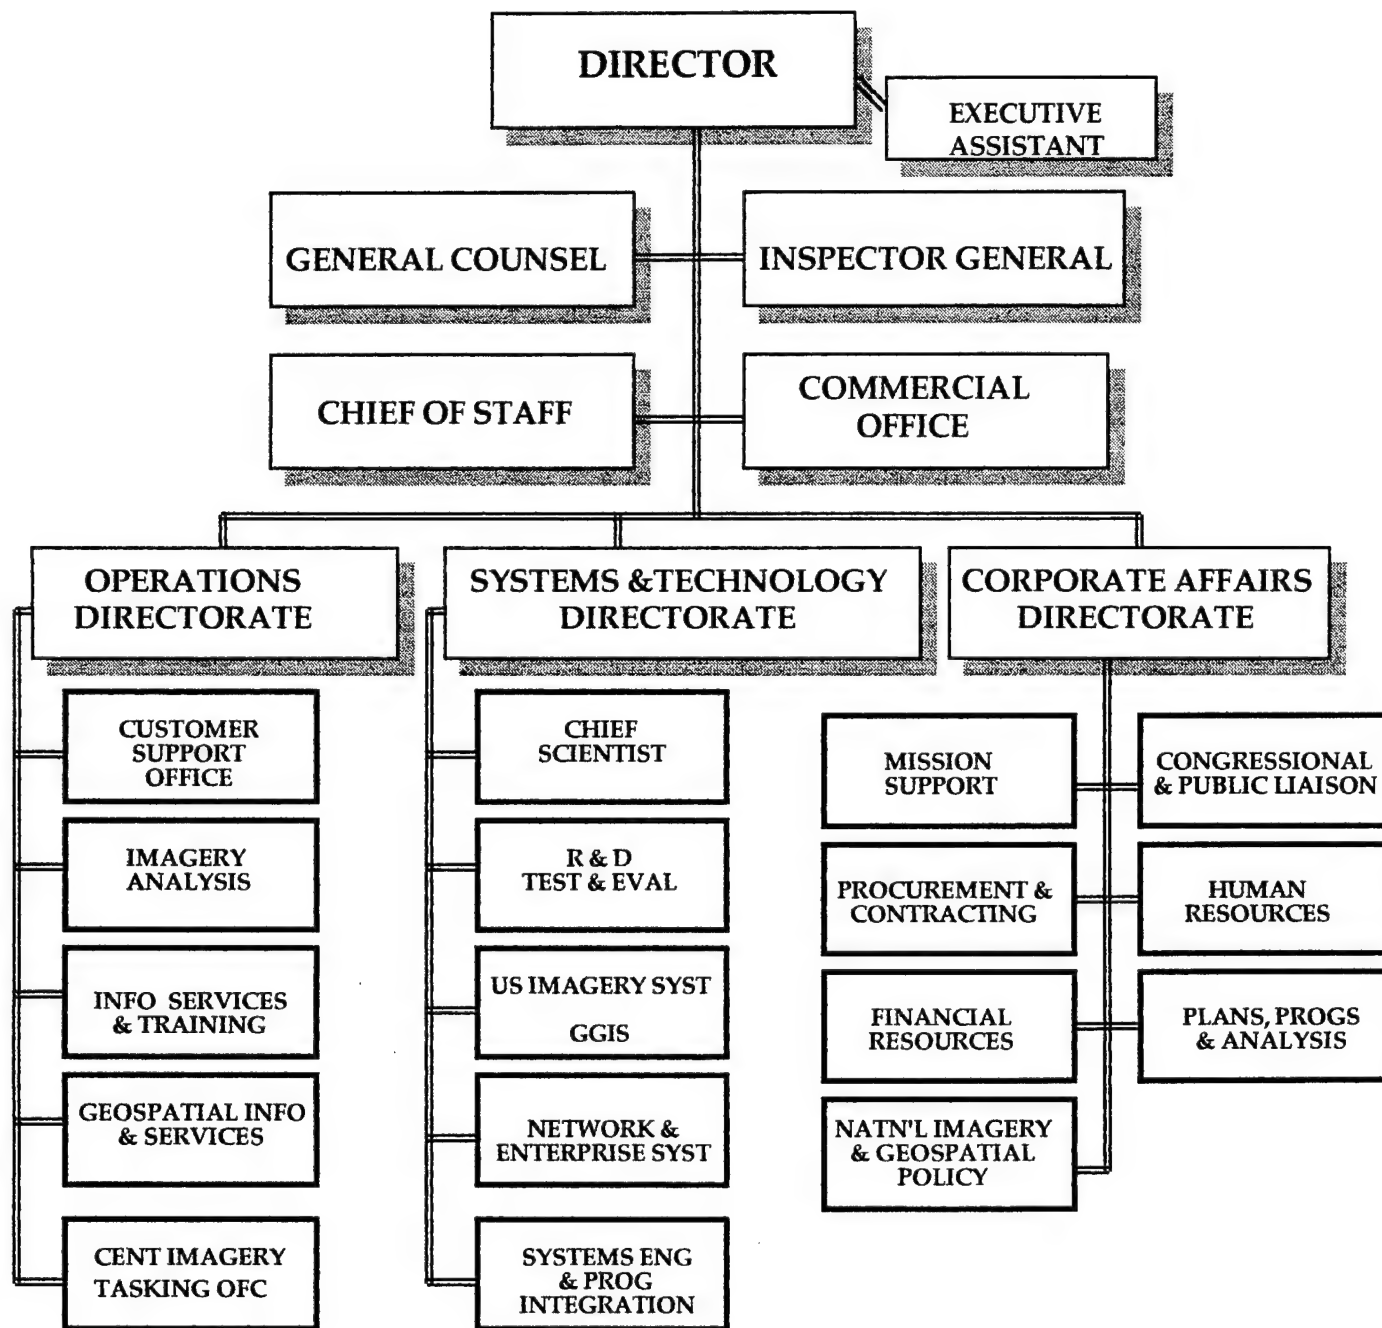 DIRECTOR
EXECUTIVE
ASSISTANT
GENERAL COUNSEL
INSPECTOR GENERAL
CHIEF OF STAFF
COMMERCIAL
OFFICE
OPERATIONS
DIRECTORATE
SYSTEMS &TECHNOLOGY
DIRECTORATE
CORPORATE AFFAIRS
DIRECTORATE
CUSTOMER
SUPPORT
OFFICE
IMAGERY
ANALYSIS
INFO SERVICES
& TRAINING
GEOSPATIAL INFO
& SERVICES
CENT IMAGERY
TASKING OFC
CHIEF
SCIENTIST
R & D
TEST & EVAL
US IMAGERY SYST
GGIS
NETWORK &
ENTERPRISE SYST
SYSTEMS ENG
& PROG
INTEGRATION
MISSION
SUPPORT
CONGRESSIONAL
& PUBLIC LIAISON
PROCUREMENT &
CONTRACTING
HUMAN
RESOURCES
FINANCIAL
RESOURCES
PLANS, PROGS
& ANALYSIS
NATN'L IMAGERY
& GEOSPATIAL
POLICY